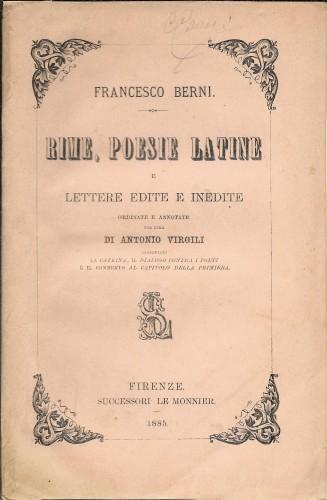 FRANCESCO BERNI.
RIME, POESIE LATINE
E
LETTERE EDITE E INEDITE
ORDINATE E ANNOTATE
PER CURA
DI ANTONIO VIRGILI
AGGIUNTOVI
LA CATRINA, IL DIALOGO CONTRA I POETI
E IL COMMENTO AL CAPITOLO DELLA PRIMIERA.
FIRENZE.
SUCCESSORI LE MONNIER.
1885.